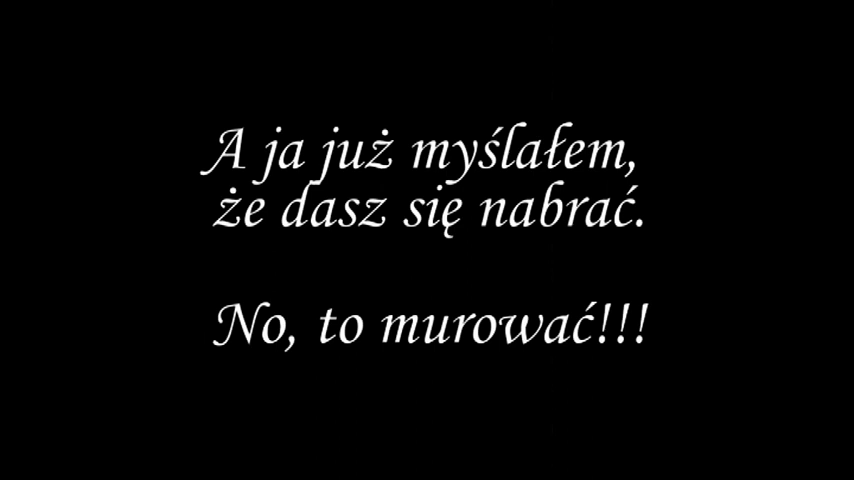 A ja już myślałem,
że dasz się nabrać.
No, to murować!!!